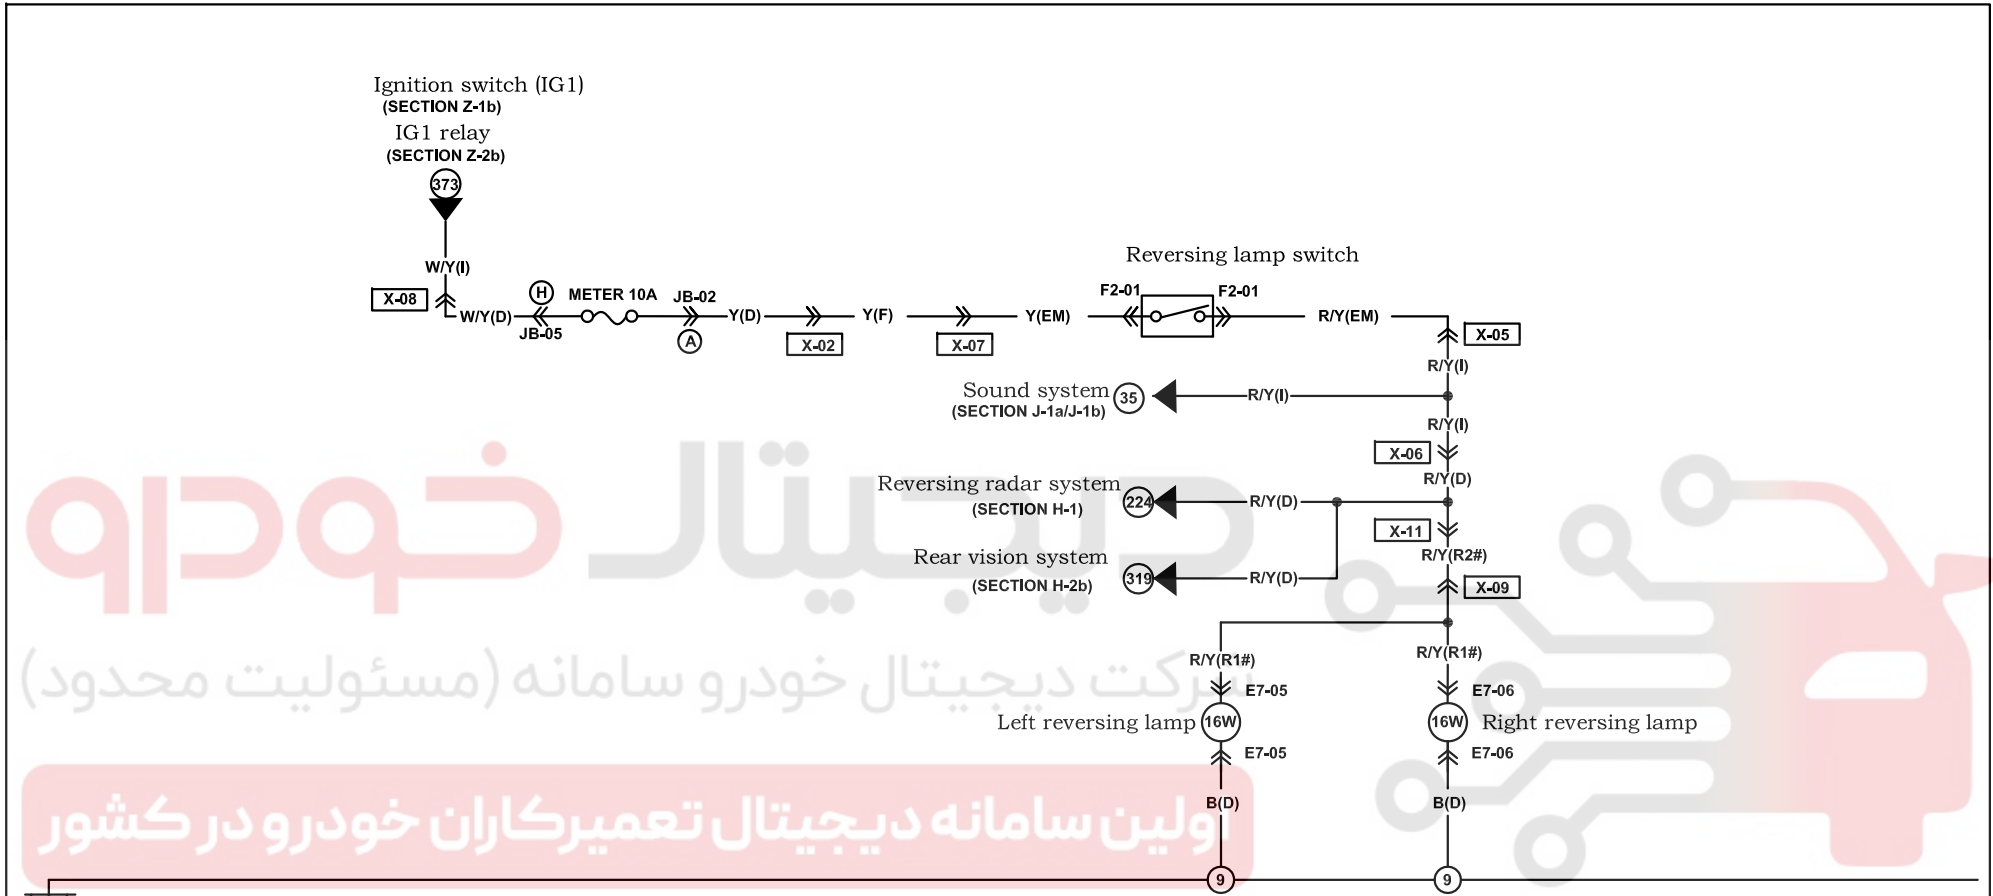 Ignition switch (IG1)
(SECTION Z-1b)
IG1 relay
(SECTION Z-2b)
373
W/Y(I)
X-08
W/Y(D)
H
JB-05
METER 10A
JB-02
A
Y(D)
X-02
Y(F)
X-07
Y(EM)
Reversing lamp switch
F2-01
F2-01
R/Y(EM)
X-05
R/Y(I)
Sound system
(SECTION J-1a/J-1b)
35
R/Y(I)
R/Y(I)
X-06
R/Y(D)
Reversing radar system
(SECTION H-1)
224
R/Y(D)
X-11
R/Y(R2#)
Rear vision system
(SECTION H-2b)
319
R/Y(D)
X-09
R/Y(R1#)
R/Y(R1#)
E7-05
E7-06
Left reversing lamp
16W
16W
Right reversing lamp
E7-05
E7-06
B(D)
B(D)
9
9
دیجیتال خودرو
شرکت دیجیتال خودرو سامانه (مسئولیت محدود)
اولین سامانه دیجیتال تعمیرکاران خودرو در کشور